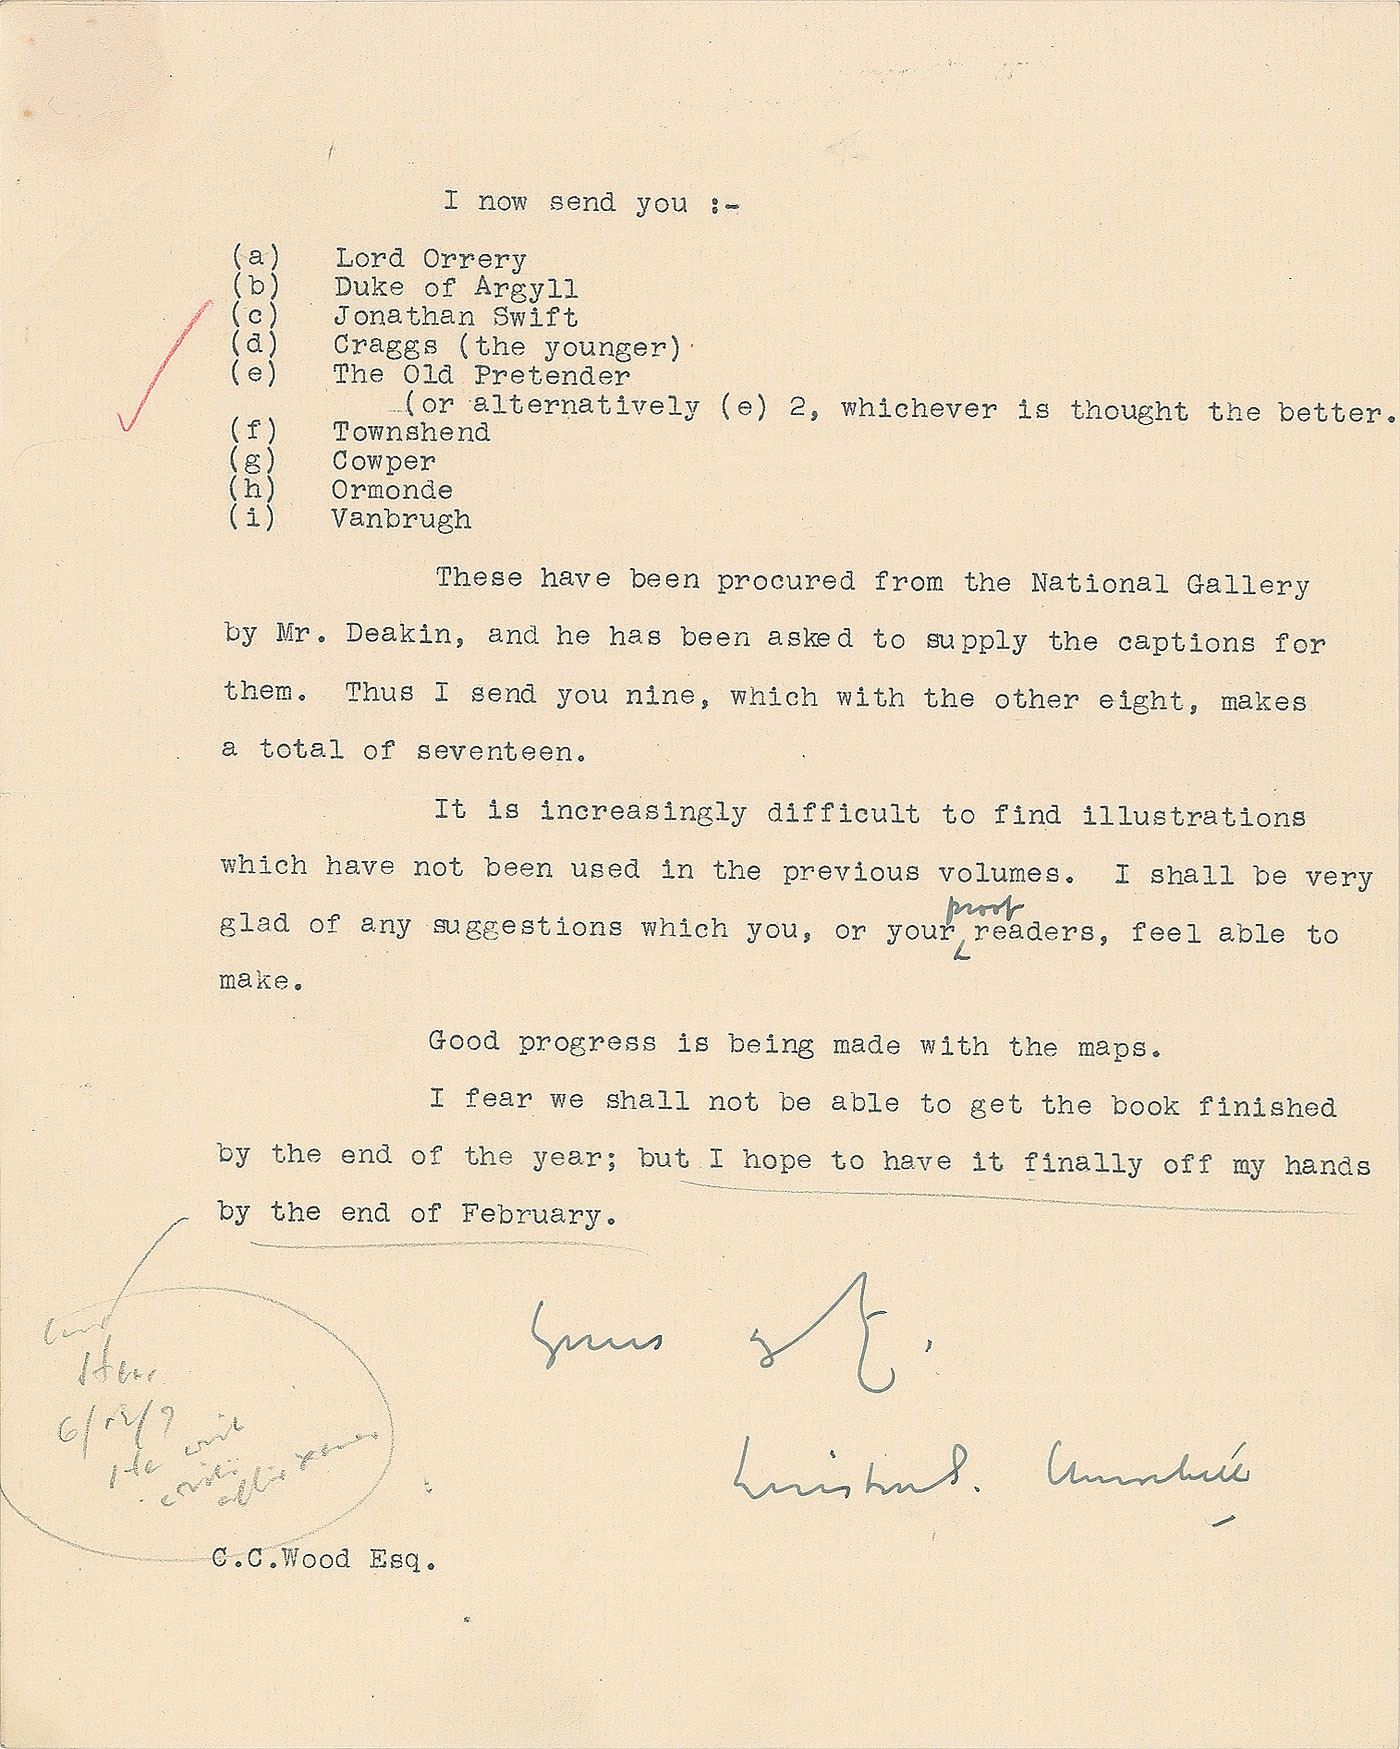 I now send you :-
(a) Lord Orrery
(b) Duke of Argyll
(c) Jonathan Swift
(d) Craggs (the younger)
(e) The Old Pretender
(or alternatively (e) 2, whichever is thought the better.
(f) Townshend
(g) Cowper
(h) Ormonde
(i) Vanbrugh
These have been procured from the National Gallery
by Mr. Deakin, and he has been asked to supply the captions for
them. Thus I send you nine, which with the other eight, makes
a total of seventeen.
It is increasingly difficult to find illustrations
which have not been used in the previous volumes. I shall be very
proof
glad of any suggestions which you, or your readers, feel able to
make.
Good progress is being made with the maps.
I fear we shall not be able to get the book finished
by the end of the year; but I hope to have it finally off my hands
by the end of February.
Yours
Winston S. Churchill
C.C.Wood Esq.